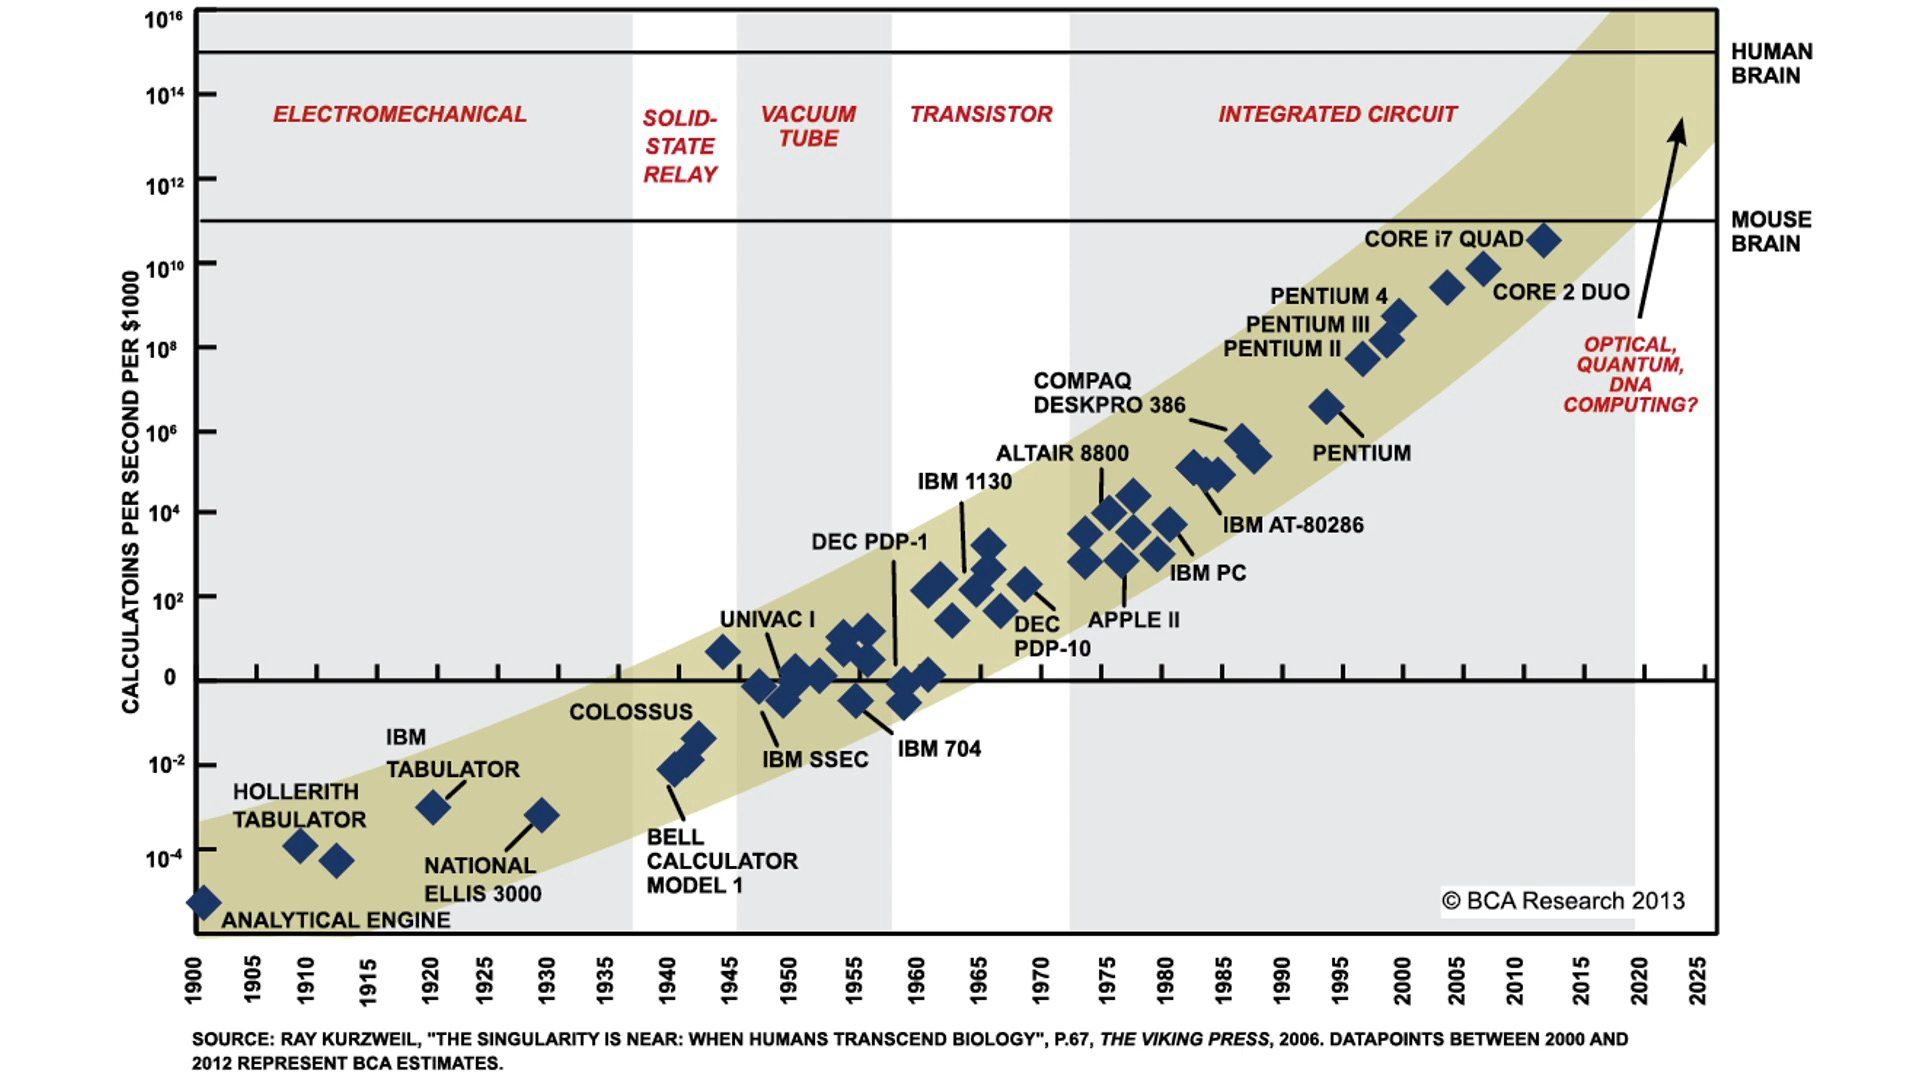 10¹⁶
10¹⁴
10¹²
10¹⁰
10⁸
10⁶
10⁴
10²
0
10⁻²
10⁻⁴
CALCULATOINS PER SECOND PER $1000
ELECTROMECHANICAL
SOLID-
STATE
RELAY
VACUUM
TUBE
TRANSISTOR
INTEGRATED CIRCUIT
HUMAN
BRAIN
MOUSE
BRAIN
CORE i7 QUAD
CORE 2 DUO
PENTIUM 4
PENTIUM III
PENTIUM II
OPTICAL,
QUANTUM,
DNA
COMPUTING?
COMPAQ
DESKPRO 386
PENTIUM
ALTAIR 8800
IBM 1130
IBM AT-80286
DEC PDP-1
IBM PC
UNIVAC I
DEC
PDP-10
APPLE II
COLOSSUS
IBM SSEC
IBM 704
IBM
TABULATOR
HOLLERITH
TABULATOR
NATIONAL
ELLIS 3000
BELL
CALCULATOR
MODEL 1
ANALYTICAL ENGINE
© BCA Research 2013
1900
1905
1910
1915
1920
1925
1930
1935
1940
1945
1950
1955
1960
1965
1970
1975
1980
1985
1990
1995
2000
2005
2010
2015
2020
2025
SOURCE: RAY KURZWEIL, "THE SINGULARITY IS NEAR: WHEN HUMANS TRANSCEND BIOLOGY", P.67, THE VIKING PRESS, 2006. DATAPOINTS BETWEEN 2000 AND
2012 REPRESENT BCA ESTIMATES.